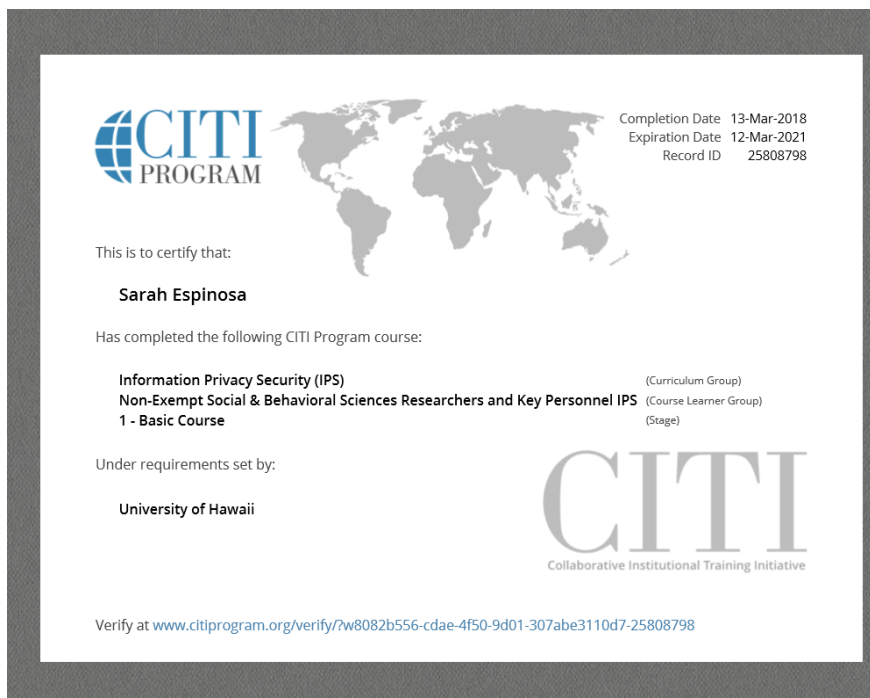 CITI
PROGRAM
Completion Date 13-Mar-2018
Expiration Date 12-Mar-2021
Record ID 25808798
This is to certify that:
Sarah Espinosa
Has completed the following CITI Program course:
Information Privacy Security (IPS) (Curriculum Group)
Non-Exempt Social & Behavioral Sciences Researchers and Key Personnel IPS (Course Learner Group)
1 - Basic Course (Stage)
Under requirements set by:
University of Hawaii
CITI
Collaborative Institutional Training Initiative
Verify at www.citiprogram.org/verify/?w8082b556-cdae-4f50-9d01-307abe3110d7-25808798